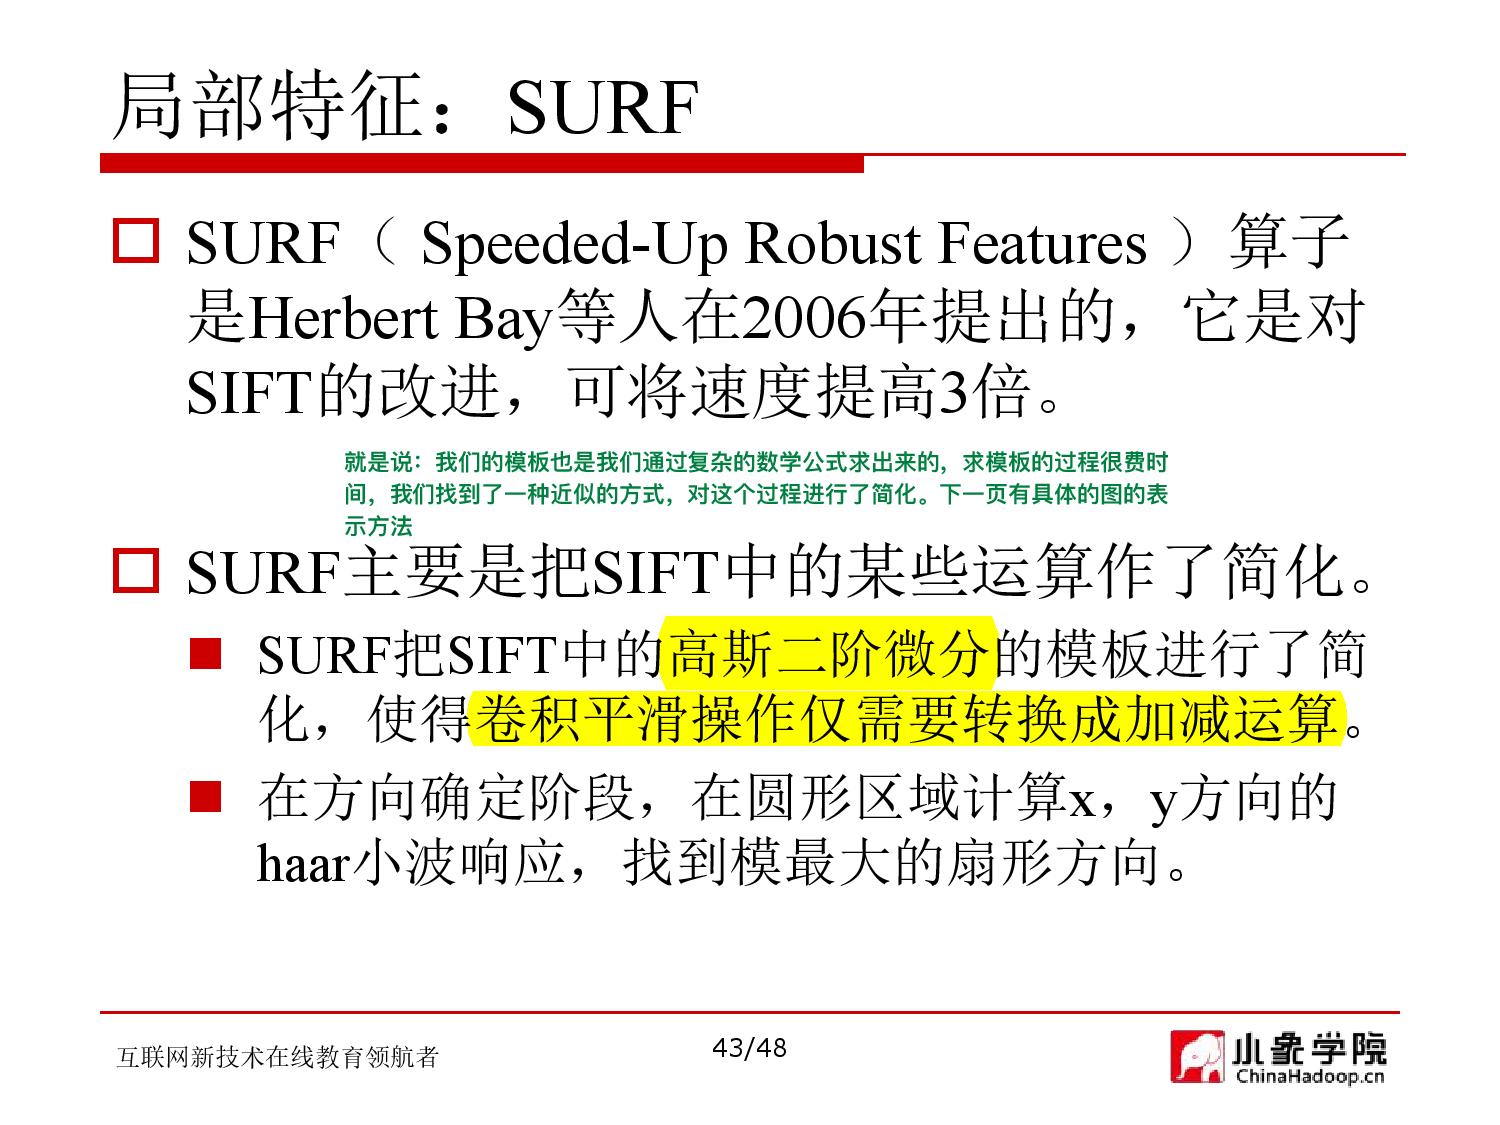 局部特征：SURF
SURF（ Speeded-Up Robust Features ）算子
是Herbert Bay等人在2006年提出的，它是对
SIFT的改进，可将速度提高3倍。
就是说：我们的模板也是我们通过复杂的数学公式求出来的，求模板的过程很费时
间，我们找到了一种近似的方式，对这个过程进行了简化。下一页有具体的图的表
示方法
SURF主要是把SIFT中的某些运算作了简化。
SURF把SIFT中的高斯二阶微分的模板进行了简
化，使得卷积平滑操作仅需要转换成加减运算。
在方向确定阶段，在圆形区域计算x，y方向的
haar小波响应，找到模最大的扇形方向。
互联网新技术在线教育领航者
43/48
小象学院
ChinaHadoop.cn